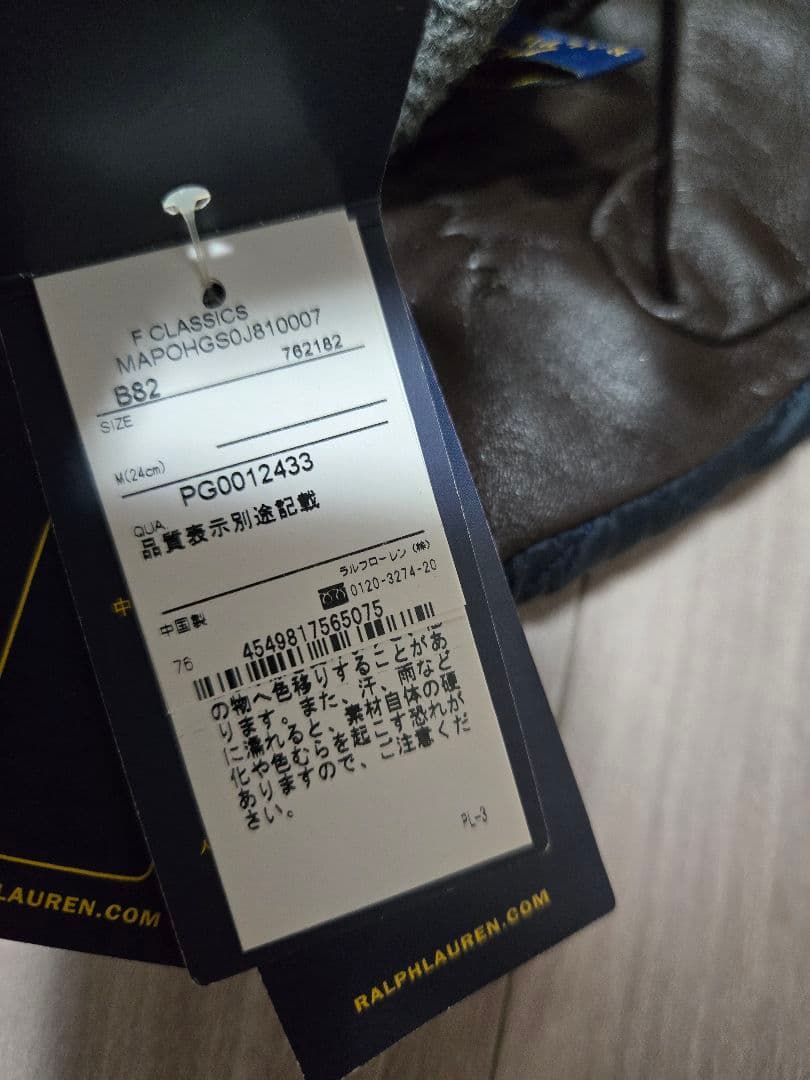 F CLASSICS
MAPOHGS0J810007
B82 762182
SIZE
M(24cm)
PG0012433
QUA.
品質表示別途記載
ラルフローレン（株）
0120-3274-20
中国製
76 4549817565075
の物へ色移りすることがあ
ります。また、汗、雨など
に濡れると、素材自体の硬
化や色むらを起こす恐れが
ありますので、ご注意くだ
さい。
PL-3
LAUREN.COM
RALPHLAUREN.COM
中